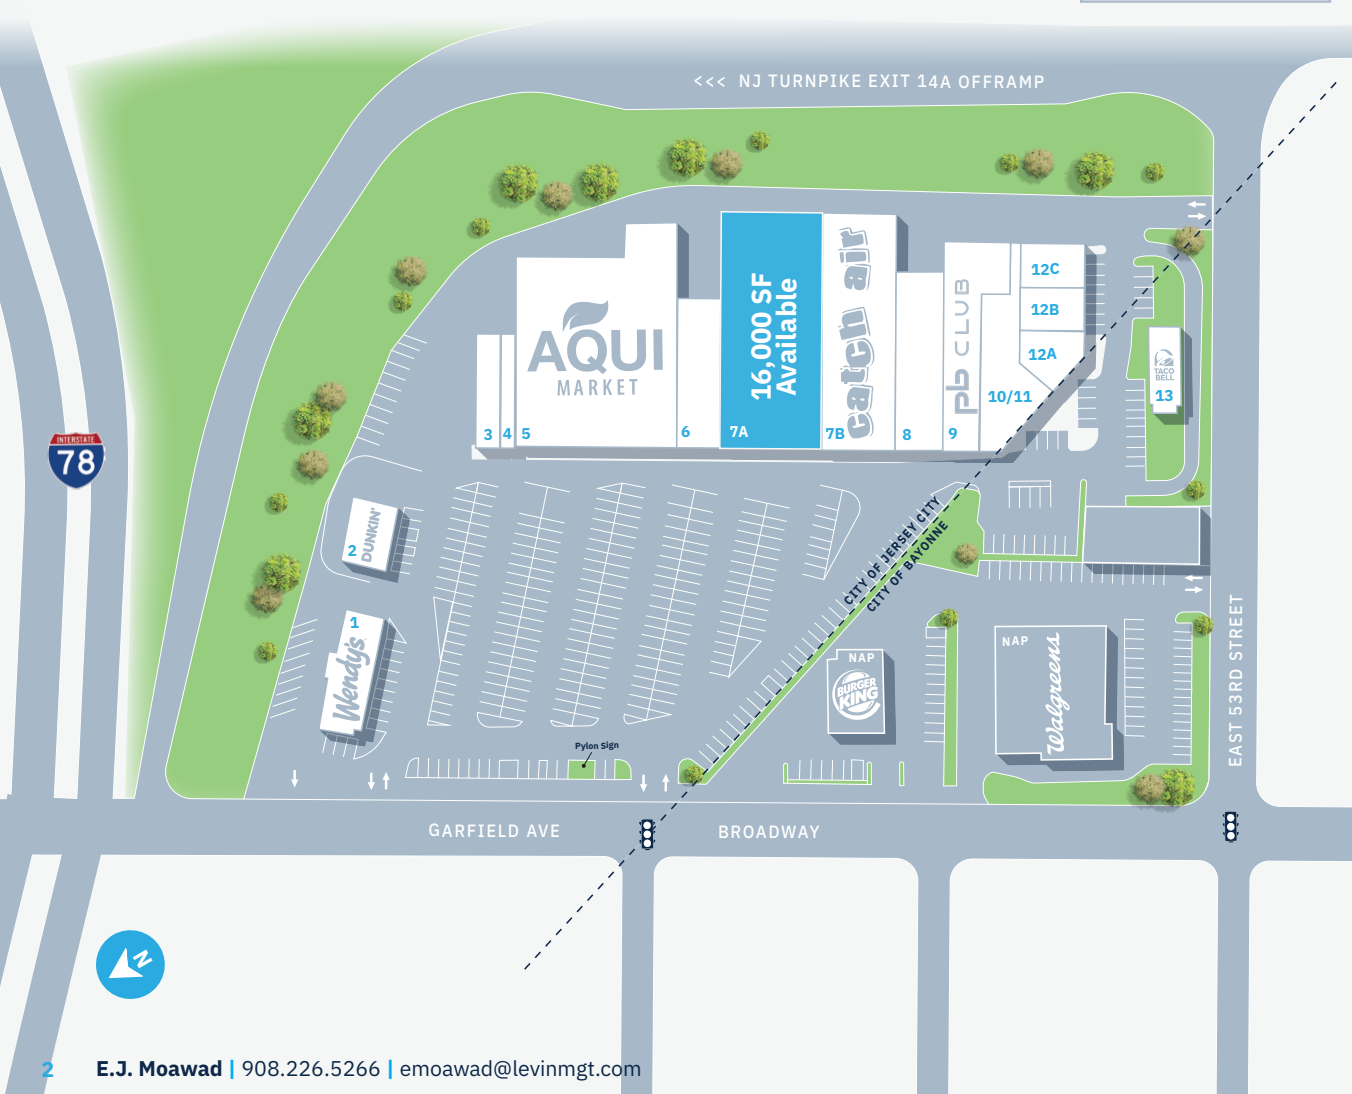 <<< NJ TURNPIKE EXIT 14A OFFRAMP
INTERSTATE
78
AQUI
MARKET
16,000 SF
Available
catch air
pb CLUB
12C
12B
12A
10/11
TACO
BELL
13
3
4
5
6
7A
7B
8
9
DUNKIN'
2
1
Wendy's
CITY OF JERSEY CITY
CITY OF BAYONNE
NAP
BURGER
KING
NAP
Walgreens
EAST 53RD STREET
Pylon Sign
GARFIELD AVE
BROADWAY
N
2 E.J. Moawad | 908.226.5266 | emoawad@levinmgt.com